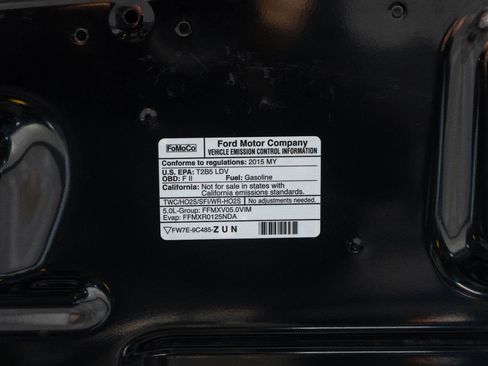 FoMoCo
Ford Motor Company
VEHICLE EMISSION CONTROL INFORMATION
Conforms to regulations: 2015 MY
U.S. EPA: T2B5 LDV
OBD: F II Fuel: Gasoline
California: Not for sale in states with
California emissions standards.
TWC/HO2S/SFI/WR-HO2S No adjustments needed.
5.0L-Group: FFMXV05.0VIM
Evap: FFMXR0125NDA
FW7E-9C485-ZUN